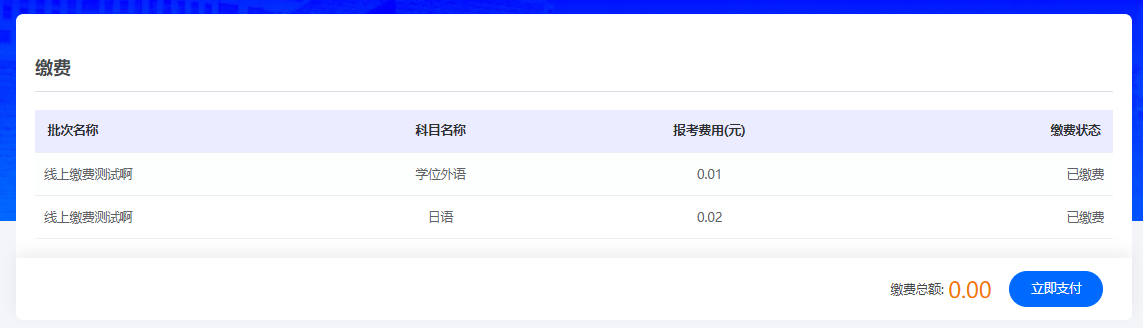 缴费
批次名称 科目名称 报考费用(元) 缴费状态
线上缴费测试啊 学位外语 0.01 已缴费
线上缴费测试啊 日语 0.02 已缴费
缴费总额: 0.00 立即支付